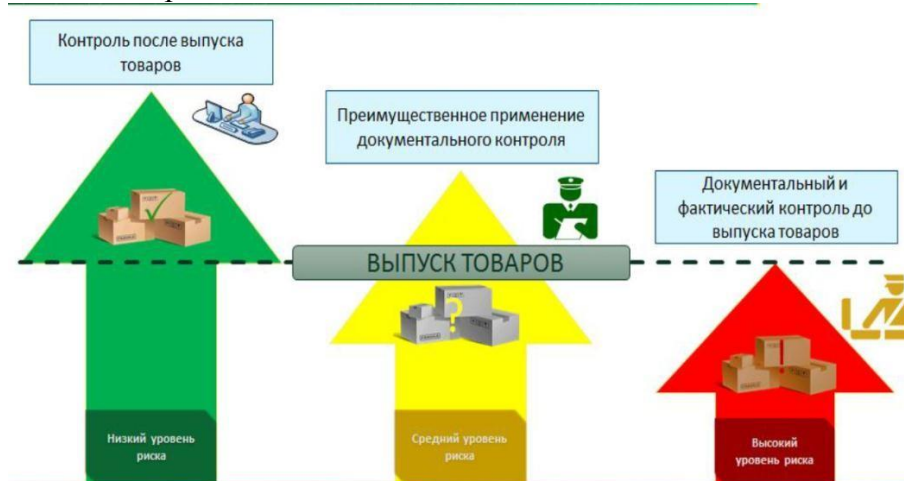 Контроль после выпуска
товаров
Преимущественное применение
документального контроля
Документальный и
фактический контроль до
выпуска товаров
ВЫПУСК ТОВАРОВ
Низкий уровень
риска
Средний уровень
риска
Высокий
уровень риска